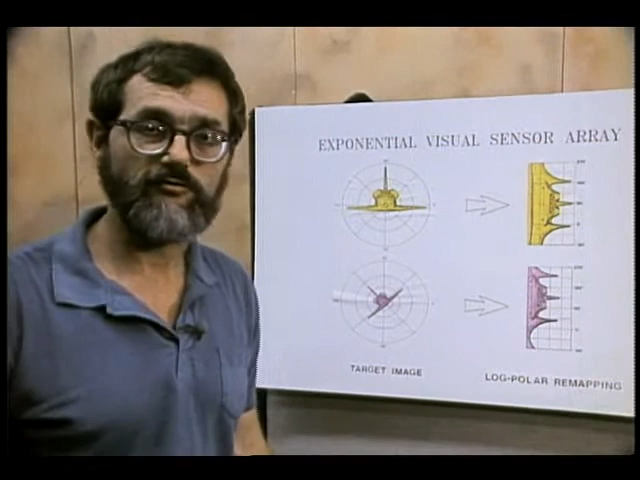 EXPONENTIAL VISUAL SENSOR ARRAY
TARGET IMAGE
LOG-POLAR REMAPPING